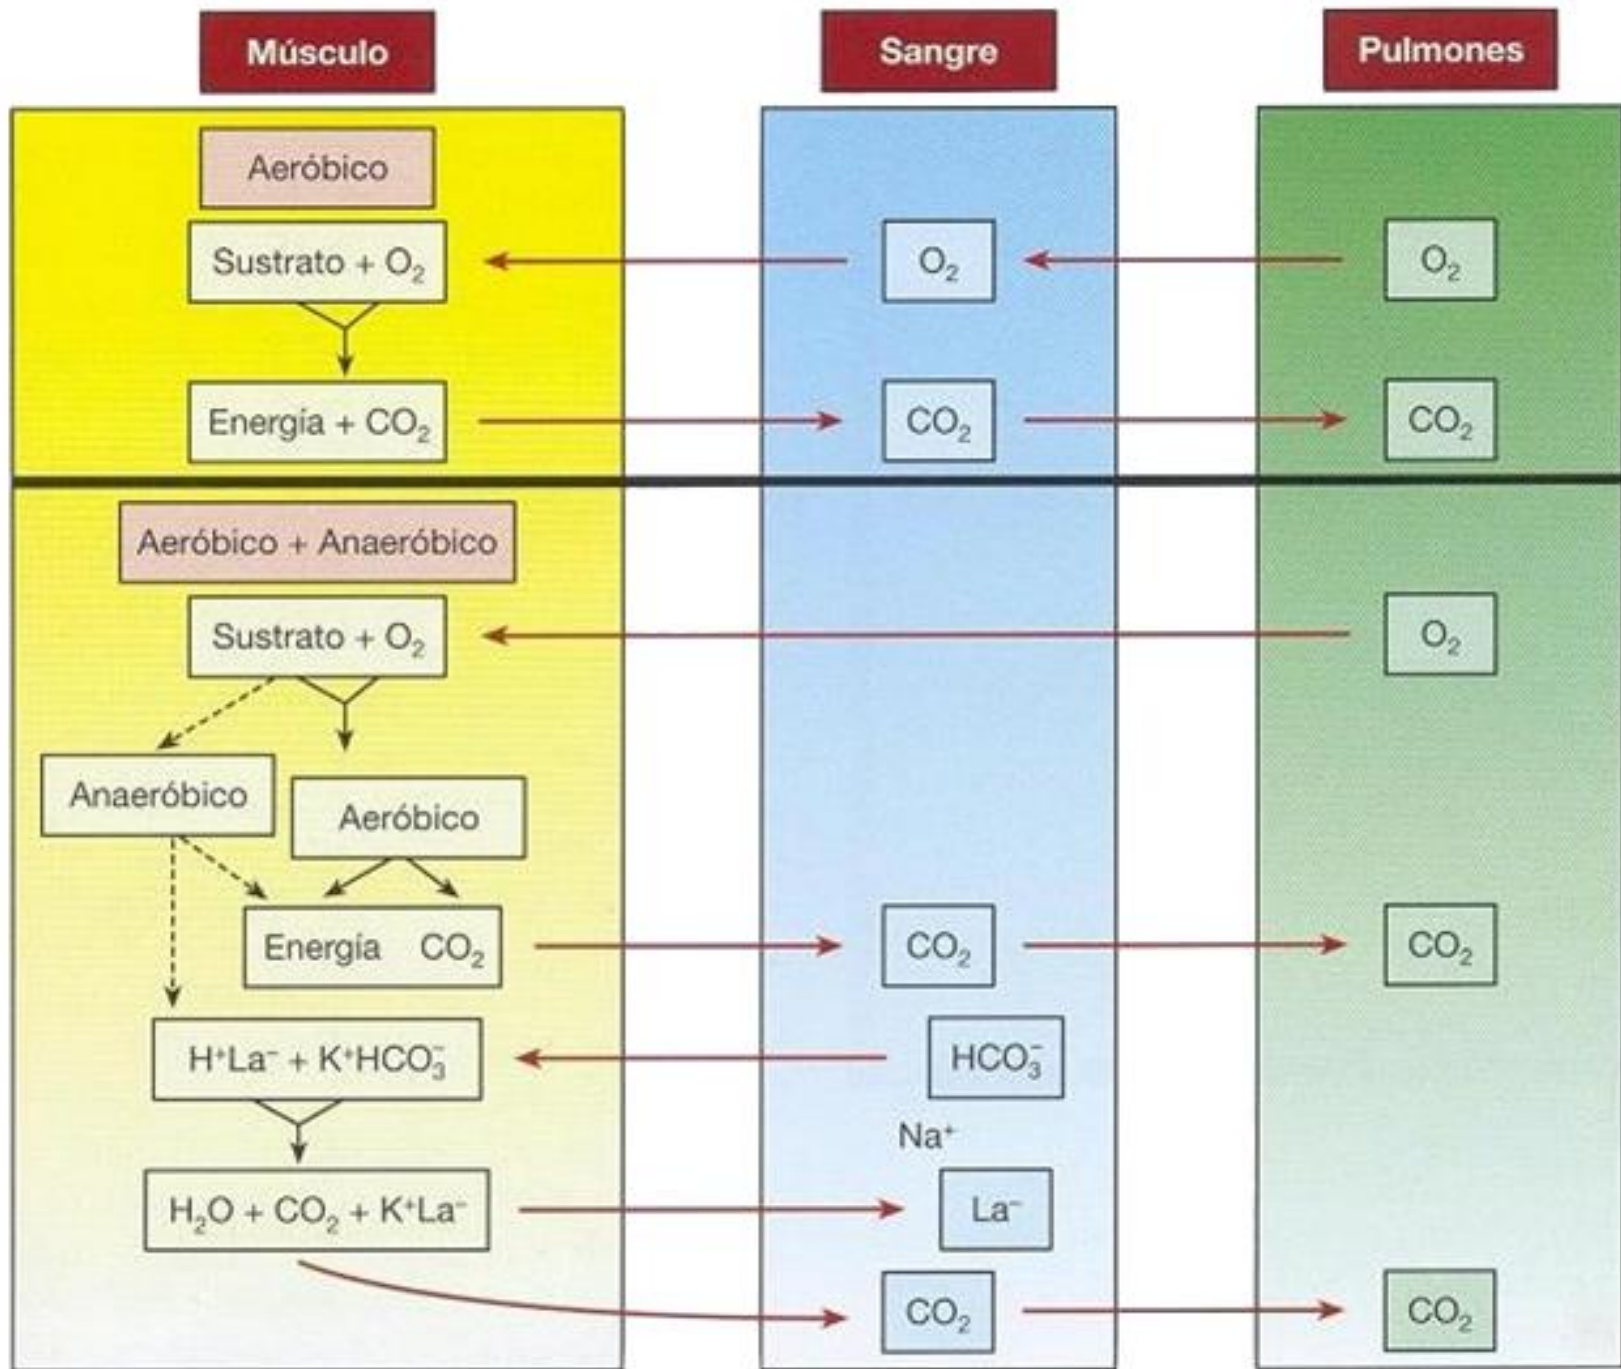 Músculo
Sangre
Pulmones
Aeróbico
Sustrato + O₂
O₂
O₂
Energía + CO₂
CO₂
CO₂
Aeróbico + Anaeróbico
Sustrato + O₂
O₂
Anaeróbico
Aeróbico
Energía CO₂
CO₂
CO₂
H⁺La⁻ + K⁺HCO₃⁻
HCO₃⁻
Na⁺
H₂O + CO₂ + K⁺La⁻
La⁻
CO₂
CO₂